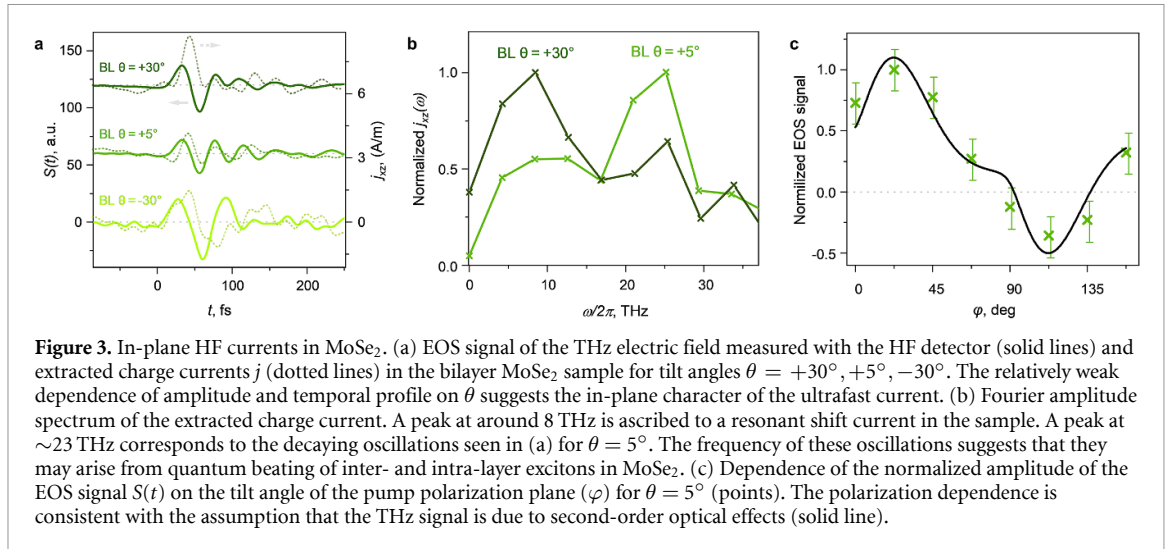 a
150
100
50
0
S(t), a.u.
BL θ = +30°
BL θ = +5°
BL θ = -30°
6
3
0
j_xz, (A/m)
0 100 200
t, fs
b
BL θ = +30° BL θ = +5°
1.0
0.5
0.0
Normalized j_xz(ω)
0 10 20 30
ω/2π, THz
c
1.0
0.5
0.0
-0.5
Normilized EOS signal
0 45 90 135
φ, deg
Figure 3. In-plane HF currents in MoSe₂. (a) EOS signal of the THz electric field measured with the HF detector (solid lines) and
extracted charge currents j (dotted lines) in the bilayer MoSe₂ sample for tilt angles θ = +30°, +5°, −30°. The relatively weak
dependence of amplitude and temporal profile on θ suggests the in-plane character of the ultrafast current. (b) Fourier amplitude
spectrum of the extracted charge current. A peak at around 8 THz is ascribed to a resonant shift current in the sample. A peak at
∼23 THz corresponds to the decaying oscillations seen in (a) for θ = 5°. The frequency of these oscillations suggests that they
may arise from quantum beating of inter- and intra-layer excitons in MoSe₂. (c) Dependence of the normalized amplitude of the
EOS signal S(t) on the tilt angle of the pump polarization plane (φ) for θ = 5° (points). The polarization dependence is
consistent with the assumption that the THz signal is due to second-order optical effects (solid line).